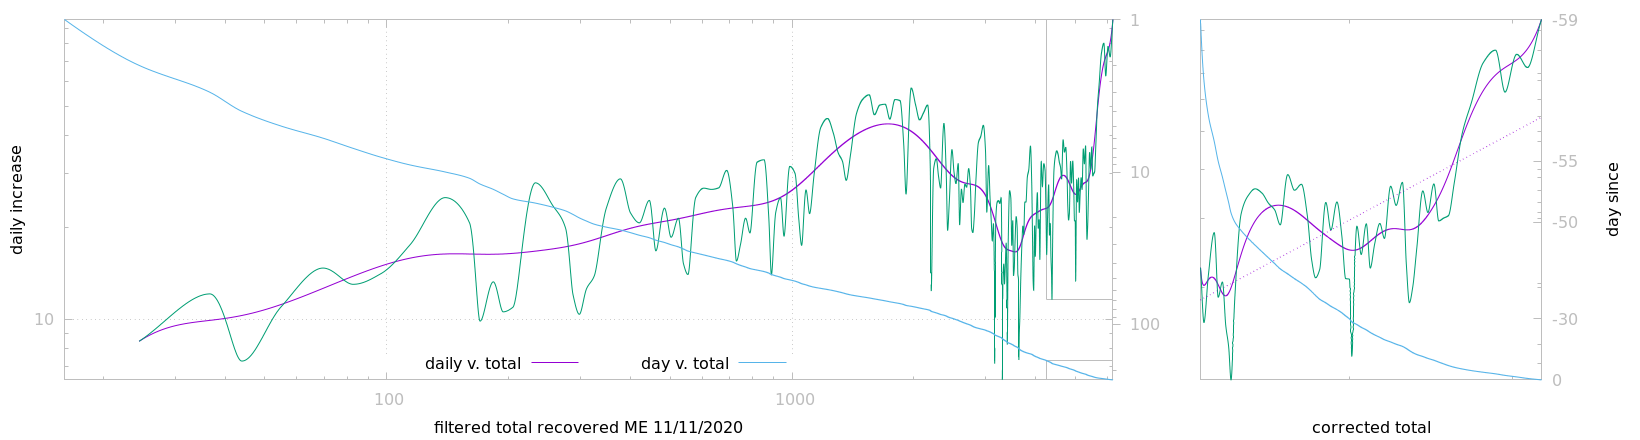 1
-59
daily increase
10
-55
-50
day since
10
-30
100
daily v. total
day v. total
0
100
1000
filtered total recovered ME 11/11/2020
corrected total